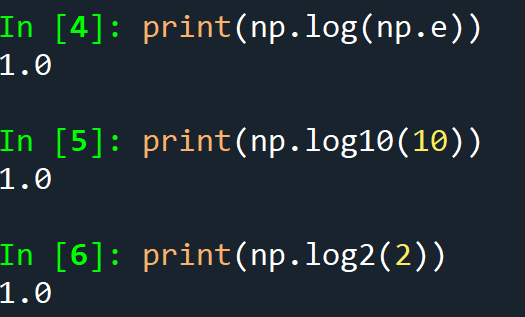 In [4]: print(np.log(np.e))
1.0
In [5]: print(np.log10(10))
1.0
In [6]: print(np.log2(2))
1.0